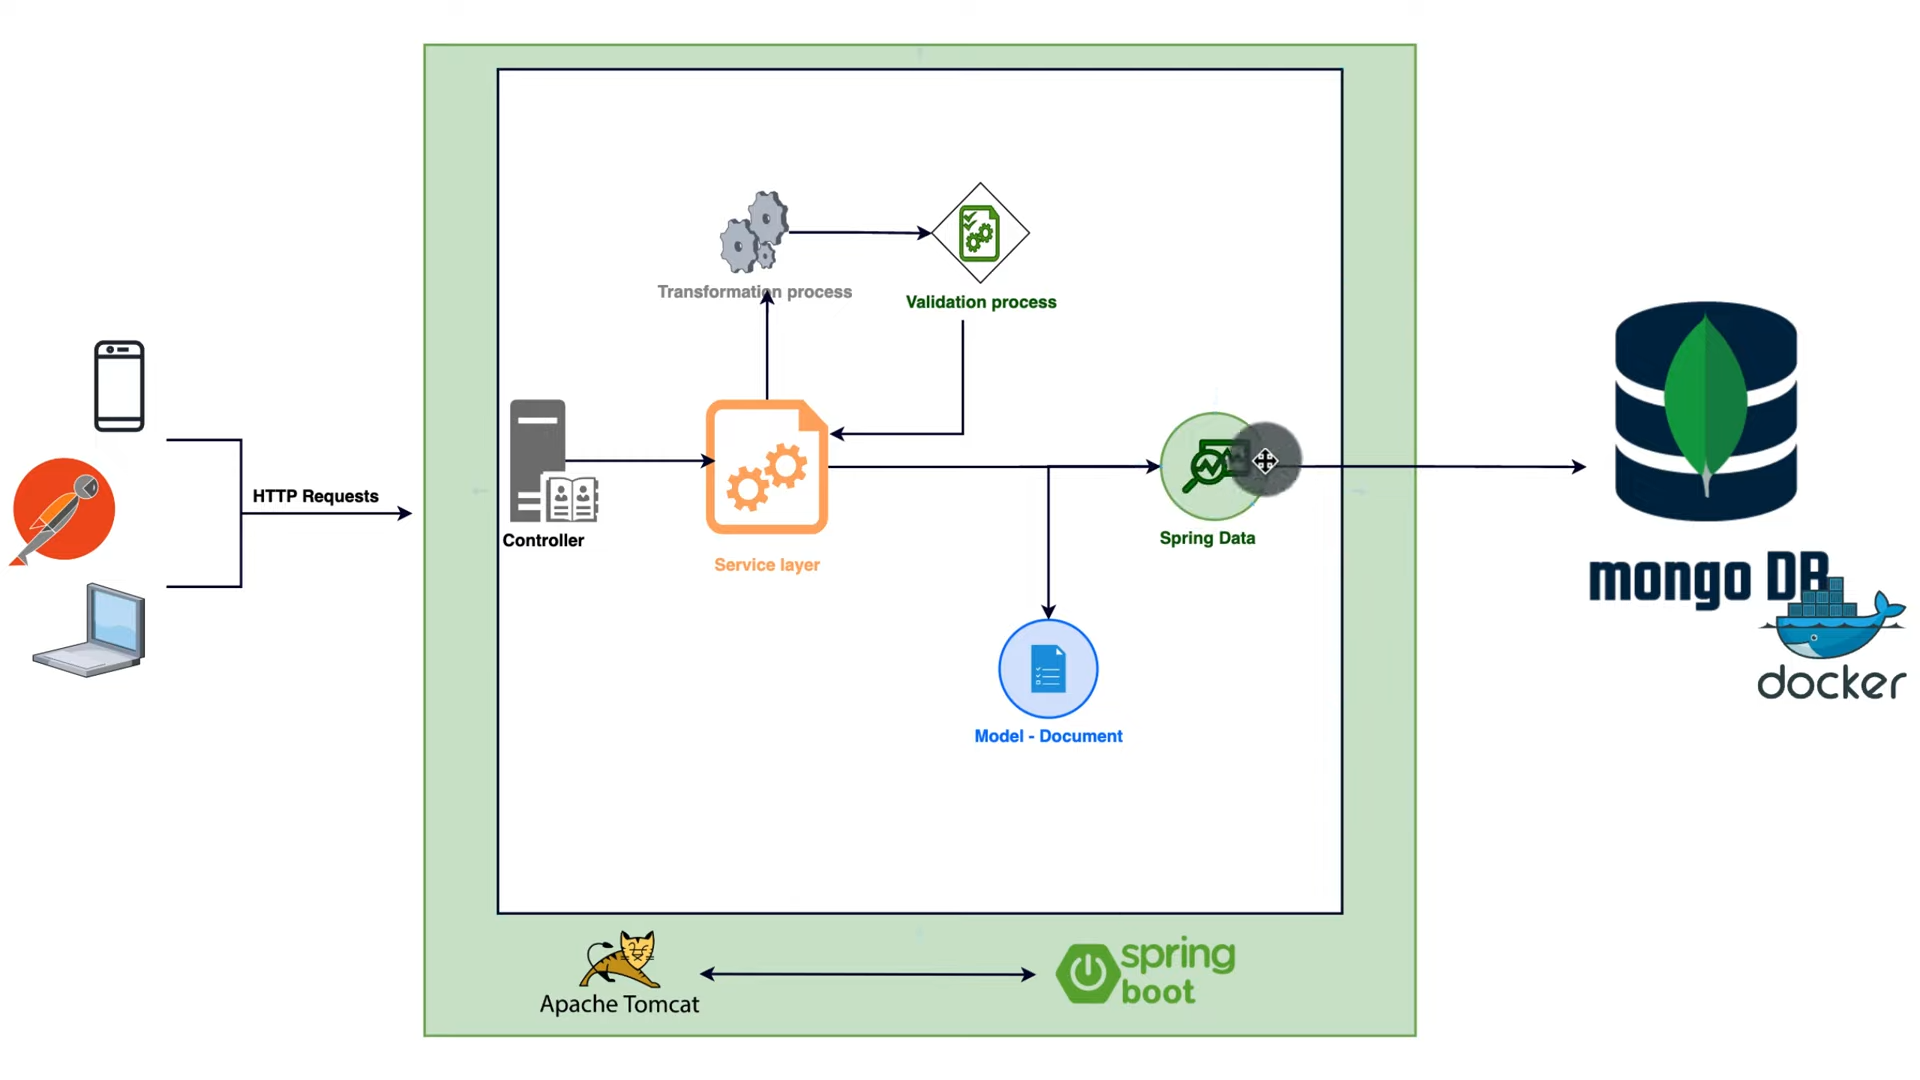 Transformation process
Validation process
HTTP Requests
Controller
Service layer
Spring Data
Model - Document
mongo DB
docker
Apache Tomcat
spring
boot